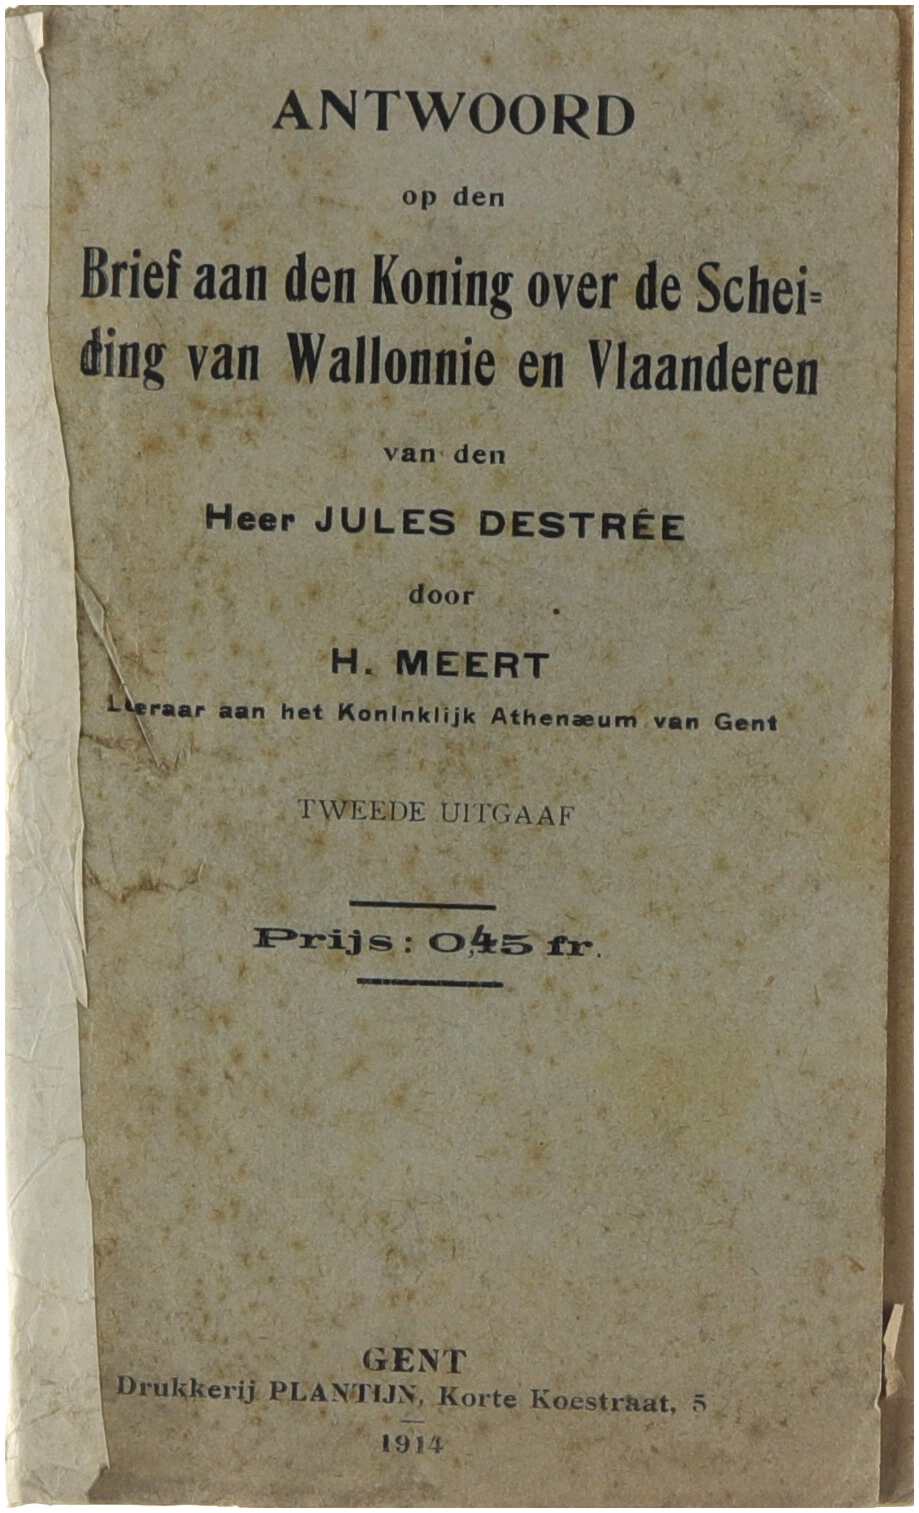 ANTWOORD
op den
Brief aan den Koning over de Schei=
ding van Wallonnie en Vlaanderen
van den
Heer JULES DESTRÉE
door
H. MEERT
Leeraar aan het Koninklijk Athenæum van Gent
TWEEDE UITGAAF
Prijs: 0,45 fr.
GENT
Drukkerij PLANTIJN, Korte Koestraat, 5
1914